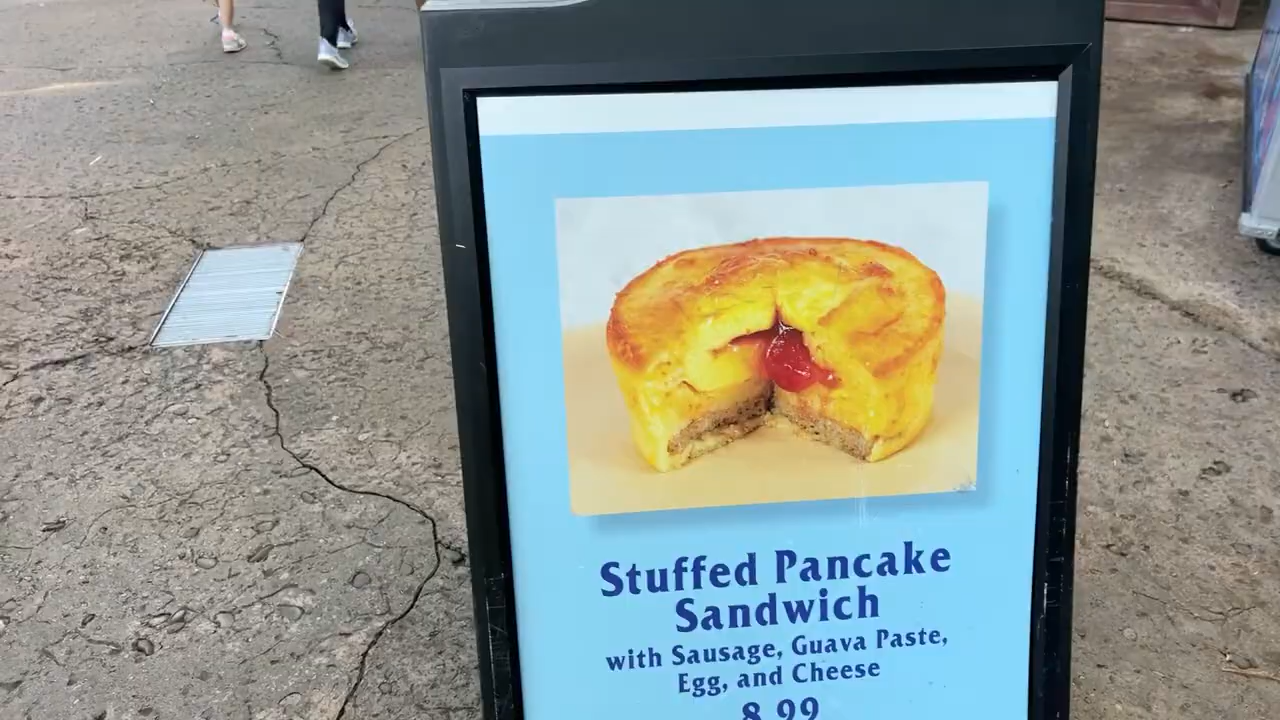 Stuffed Pancake
Sandwich
with Sausage, Guava Paste,
Egg, and Cheese
8.99